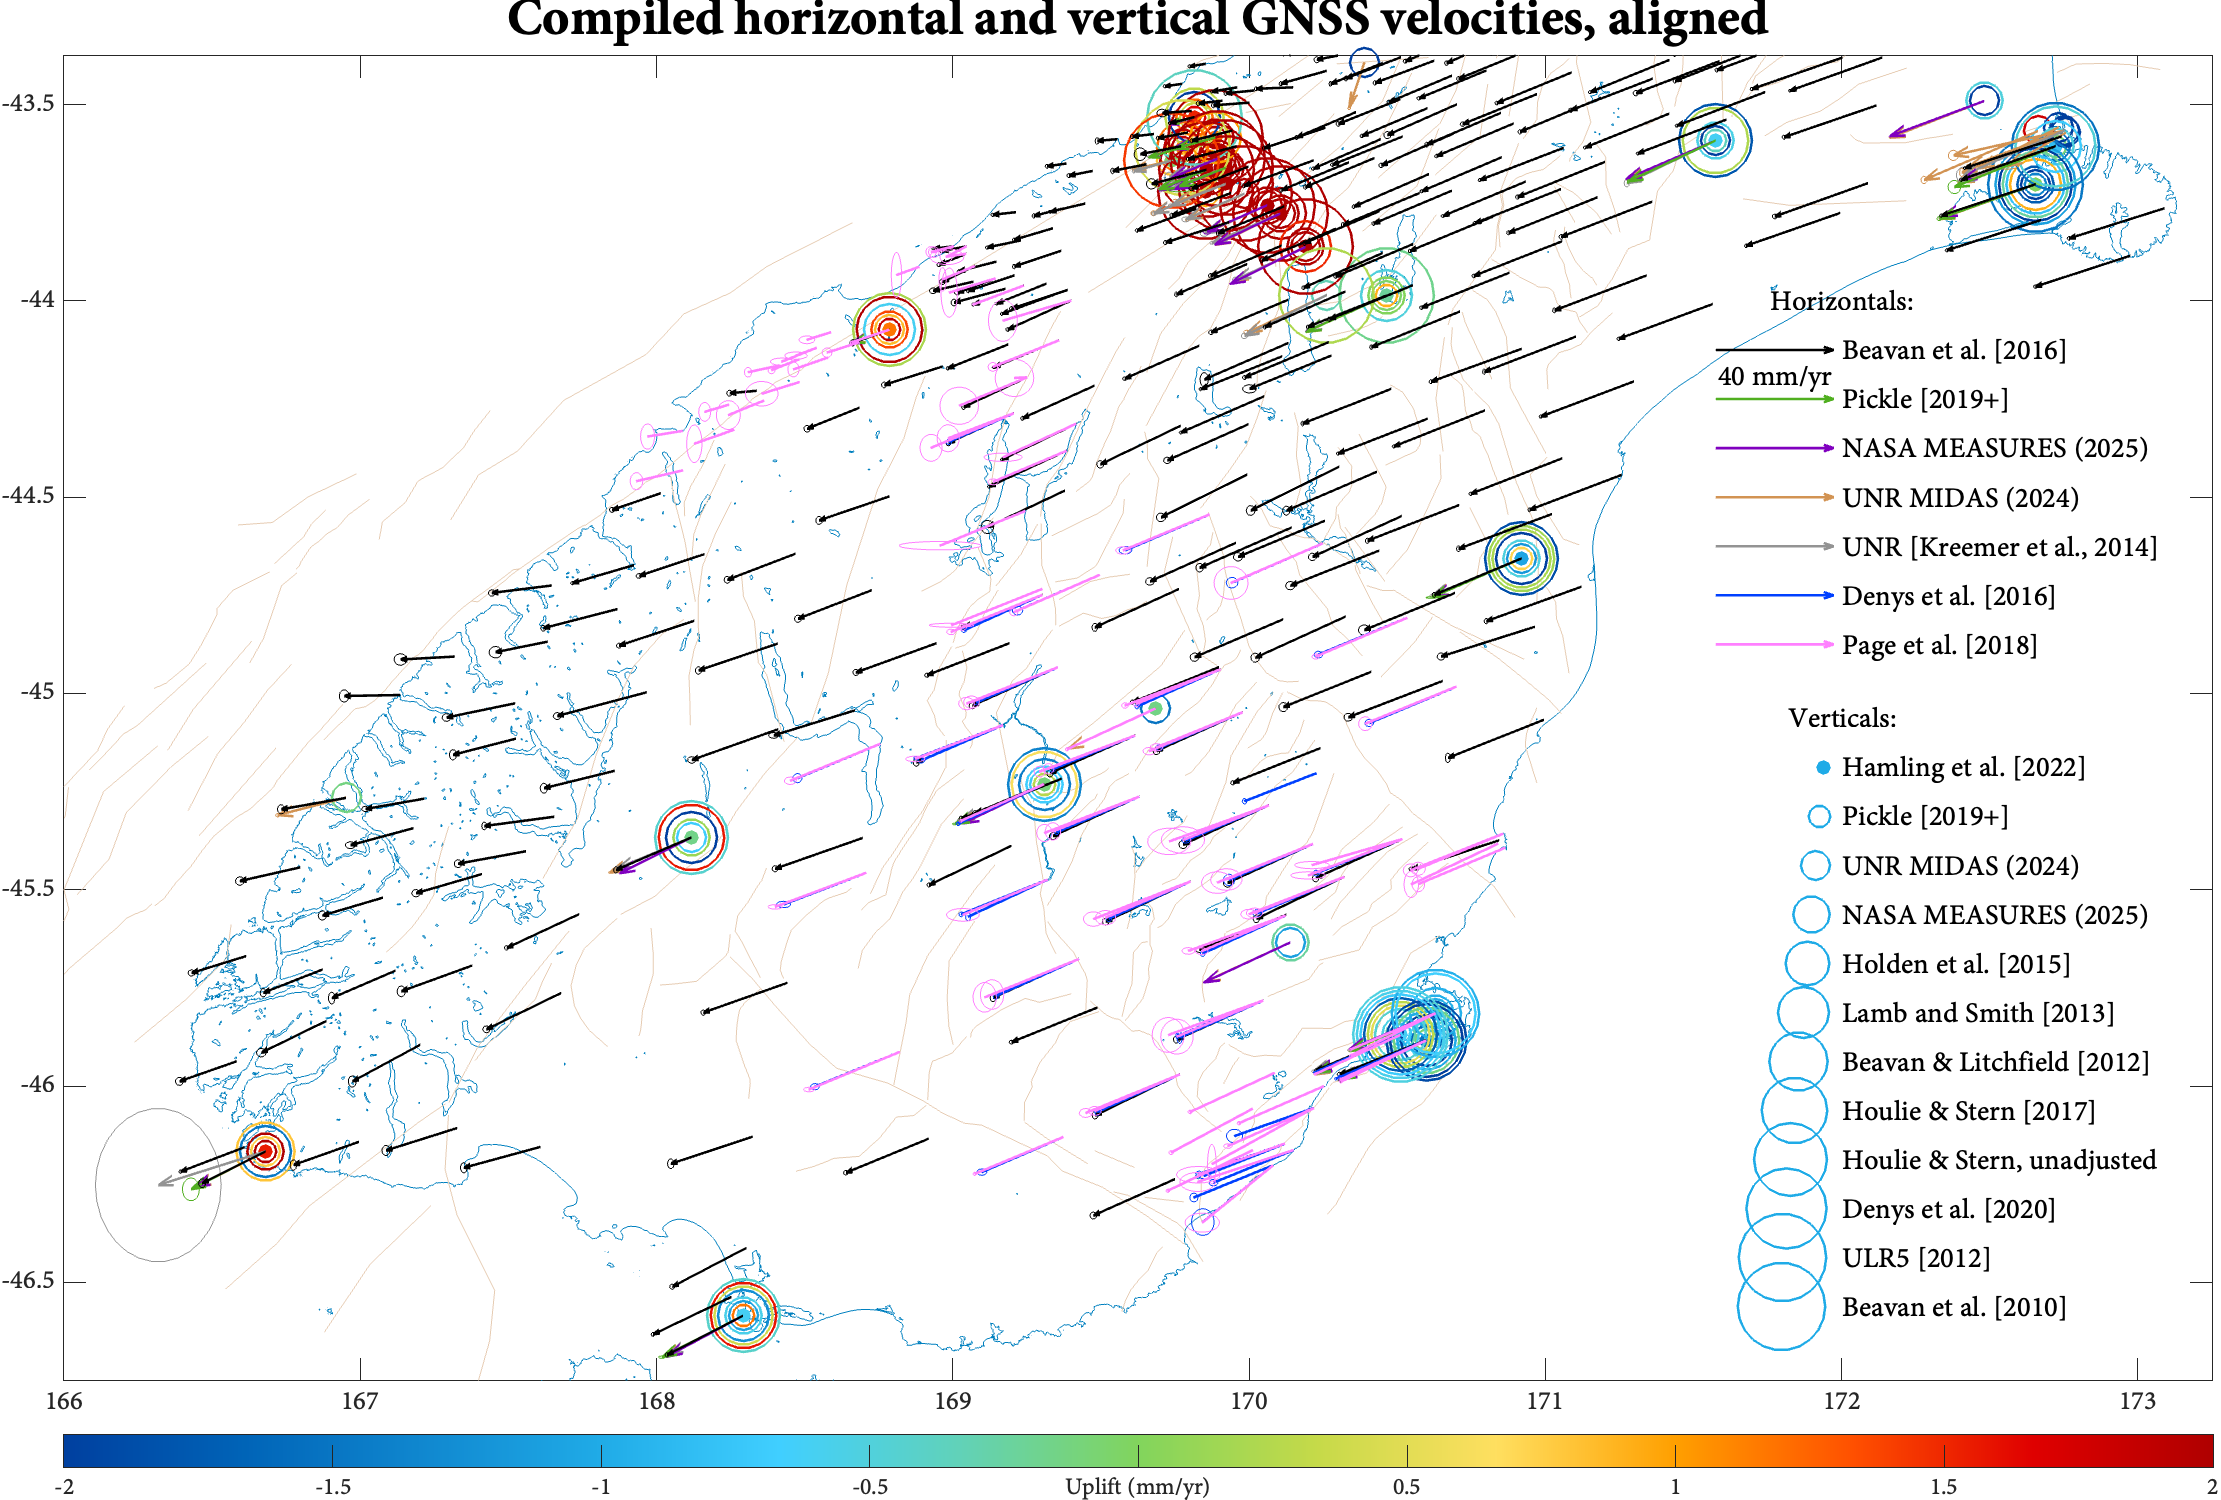 Compiled horizontal and vertical GNSS velocities, aligned
-43.5
-44
-44.5
-45
-45.5
-46
-46.5
Horizontals:
Beavan et al. [2016]
40 mm/yr
Pickle [2019+]
NASA MEASURES (2025)
UNR MIDAS (2024)
UNR [Kreemer et al., 2014]
Denys et al. [2016]
Page et al. [2018]
Verticals:
Hamling et al. [2022]
Pickle [2019+]
UNR MIDAS (2024)
NASA MEASURES (2025)
Holden et al. [2015]
Lamb and Smith [2013]
Beavan & Litchfield [2012]
Houlie & Stern [2017]
Houlie & Stern, unadjusted
Denys et al. [2020]
ULR5 [2012]
Beavan et al. [2010]
166 167 168 169 170 171 172 173
-2 -1.5 -1 -0.5 Uplift (mm/yr) 0.5 1 1.5 2